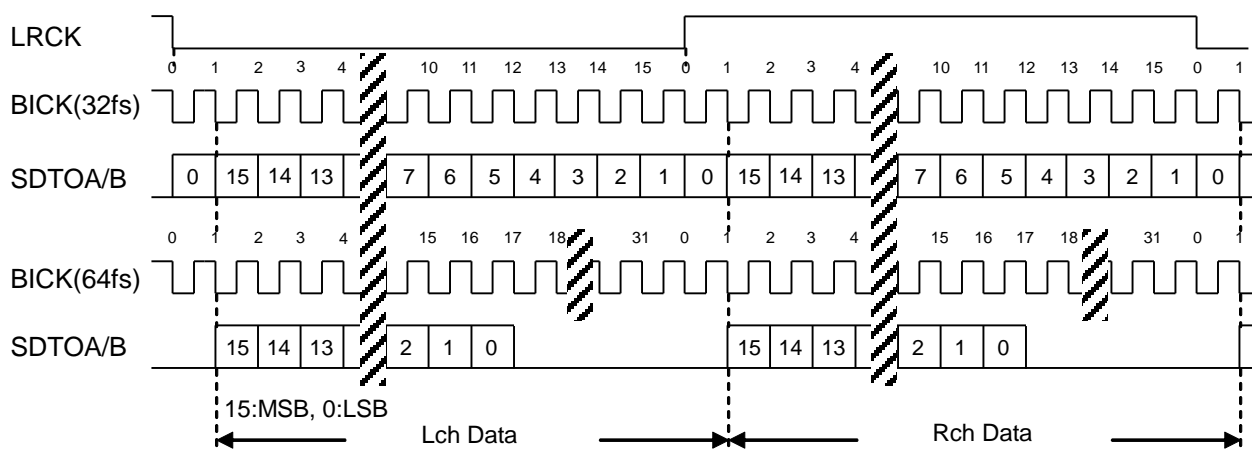 LRCK
0 1 2 3 4 10 11 12 13 14 15 0 1 2 3 4 10 11 12 13 14 15 0 1
BICK(32fs)
SDTOA/B 0 15 14 13 7 6 5 4 3 2 1 0 15 14 13 7 6 5 4 3 2 1 0
0 1 2 3 4 15 16 17 18 31 0 1 2 3 4 15 16 17 18 31 0 1
BICK(64fs)
SDTOA/B 15 14 13 2 1 0 15 14 13 2 1 0
15:MSB, 0:LSB
Lch Data Rch Data